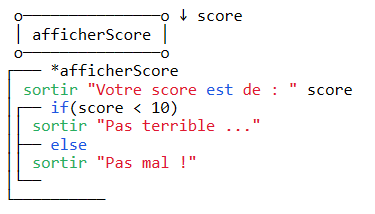 ↓ score
afficherScore
*afficherScore
sortir "Votre score est de : " score
if(score < 10)
sortir "Pas terrible ..."
else
sortir "Pas mal !"